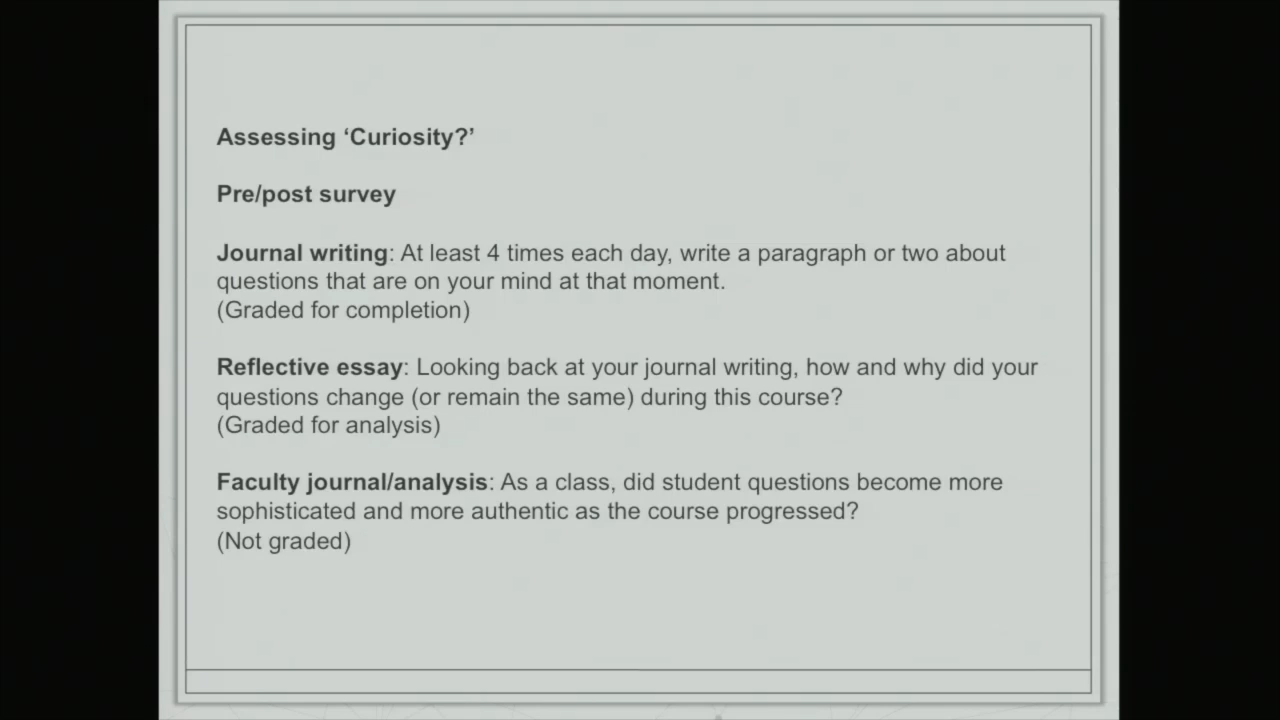 Assessing ‘Curiosity?’
Pre/post survey
Journal writing: At least 4 times each day, write a paragraph or two about
questions that are on your mind at that moment.
(Graded for completion)
Reflective essay: Looking back at your journal writing, how and why did your
questions change (or remain the same) during this course?
(Graded for analysis)
Faculty journal/analysis: As a class, did student questions become more
sophisticated and more authentic as the course progressed?
(Not graded)